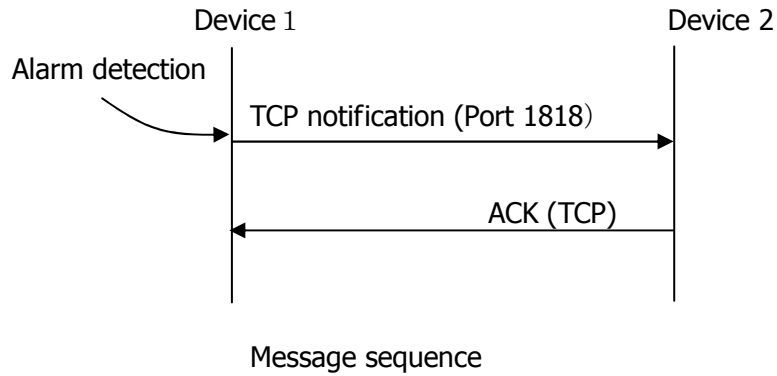 Device １
Device 2
Alarm detection
TCP notification (Port 1818）
ACK (TCP)
Message sequence